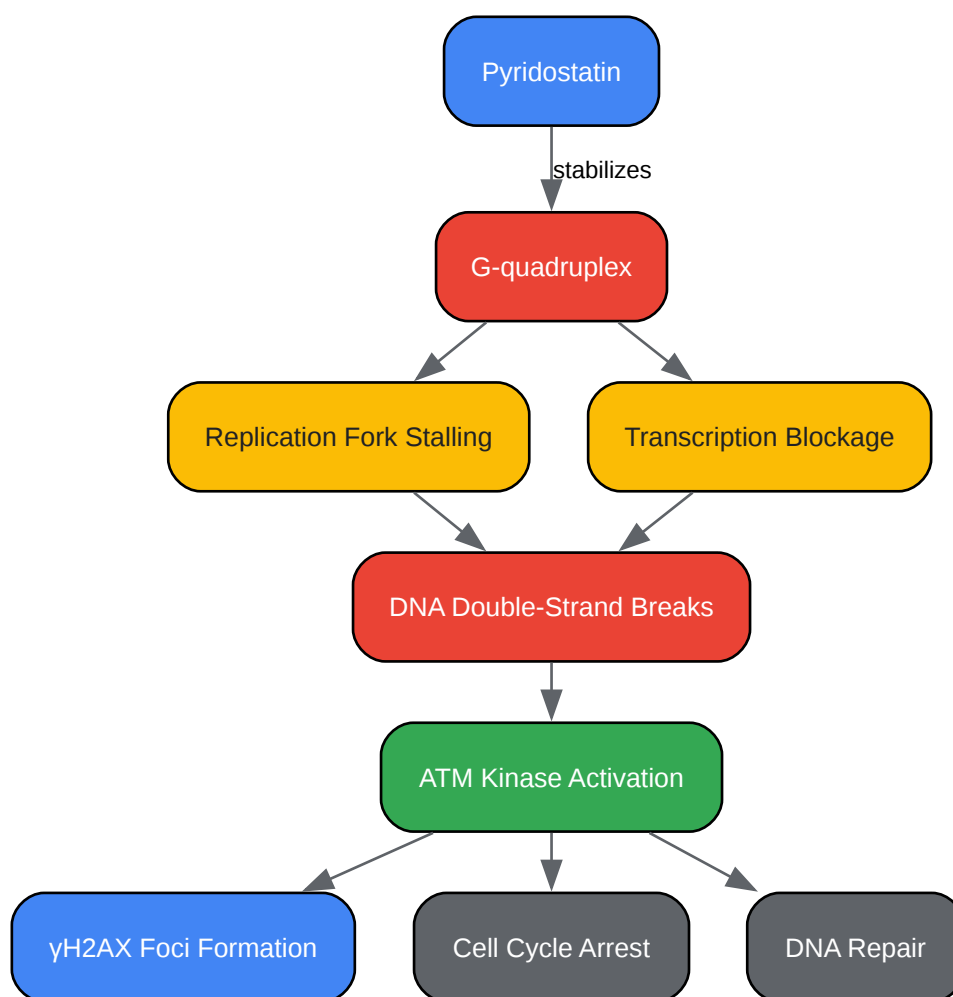 Pyridostatin
stabilizes
G-quadruplex
Replication Fork Stalling
Transcription Blockage
DNA Double-Strand Breaks
ATM Kinase Activation
γH2AX Foci Formation
Cell Cycle Arrest
DNA Repair